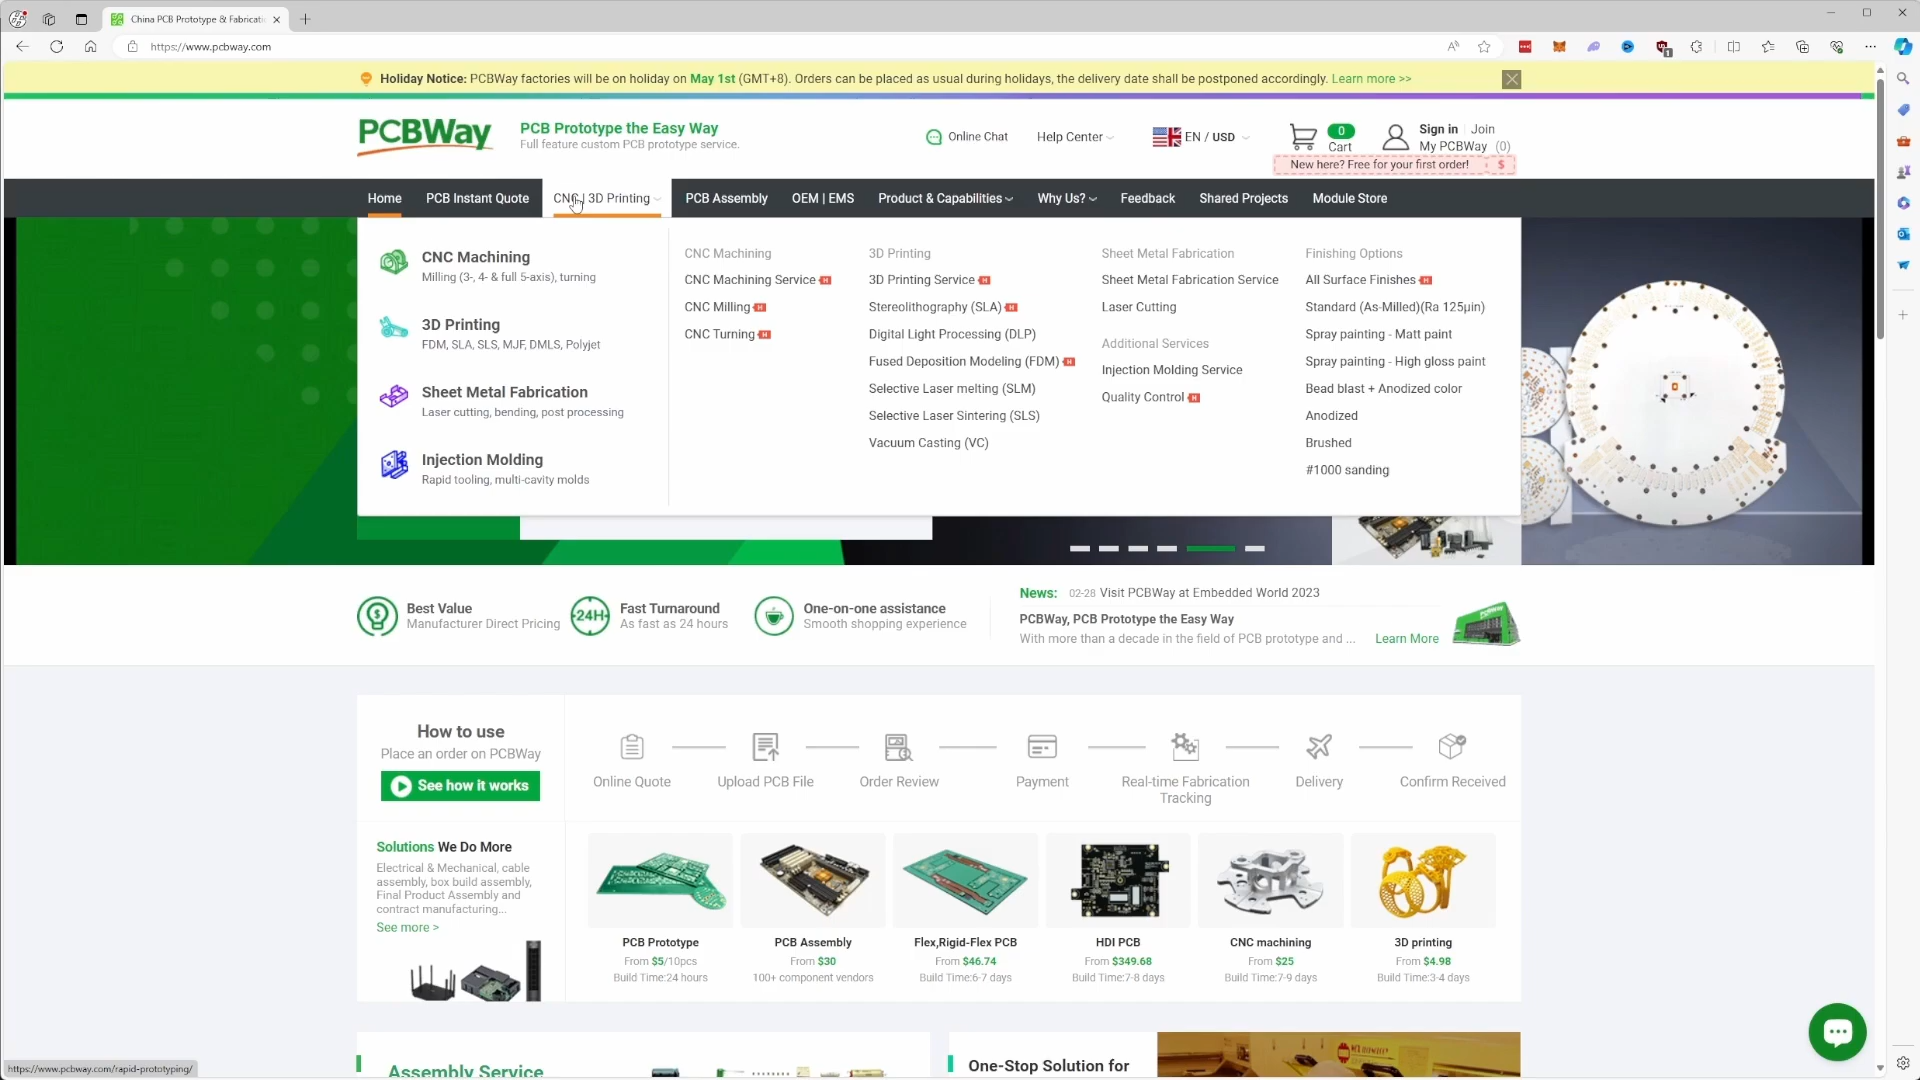 China PCB Prototype & Fabricati
https://www.pcbway.com
Holiday Notice: PCBWay factories will be on holiday on May 1st (GMT+8). Orders can be placed as usual during holidays, the delivery date shall be postponed accordingly. Learn more >>
PCBWay
PCB Prototype the Easy Way
Full feature custom PCB prototype service.
Online Chat
Help Center
EN / USD
0
Cart
Sign in
Join
My PCBWay (0)
New here? Free for your first order! $
Home
PCB Instant Quote
CNC | 3D Printing
PCB Assembly
OEM | EMS
Product & Capabilities
Why Us?
Feedback
Shared Projects
Module Store
CNC Machining
Milling (3-, 4- & full 5-axis), turning
3D Printing
FDM, SLA, SLS, MJF, DMLS, Polyjet
Sheet Metal Fabrication
Laser cutting, bending, post processing
Injection Molding
Rapid tooling, multi-cavity molds
CNC Machining
CNC Machining Service H
CNC Milling H
CNC Turning H
3D Printing
3D Printing Service H
Stereolithography (SLA) H
Digital Light Processing (DLP)
Fused Deposition Modeling (FDM) H
Selective Laser melting (SLM)
Selective Laser Sintering (SLS)
Vacuum Casting (VC)
Sheet Metal Fabrication
Sheet Metal Fabrication Service
Laser Cutting
Additional Services
Injection Molding Service
Quality Control H
Finishing Options
All Surface Finishes H
Standard (As-Milled)(Ra 125µin)
Spray painting - Matt paint
Spray painting - High gloss paint
Bead blast + Anodized color
Anodized
Brushed
#1000 sanding
Best Value
Manufacturer Direct Pricing
24H
Fast Turnaround
As fast as 24 hours
One-on-one assistance
Smooth shopping experience
News: 02-28 Visit PCBWay at Embedded World 2023
PCBWay, PCB Prototype the Easy Way
With more than a decade in the field of PCB prototype and ... Learn More
How to use
Place an order on PCBWay
See how it works
Online Quote
Upload PCB File
Order Review
Payment
Real-time Fabrication
Tracking
Delivery
Confirm Received
Solutions We Do More
Electrical & Mechanical, cable
assembly, box build assembly,
Final Product Assembly and
contract manufacturing...
See more >
PCB Prototype
From $5/10pcs
Build Time:24 hours
PCB Assembly
From $30
100+ component vendors
Flex,Rigid-Flex PCB
From $46.74
Build Time:6-7 days
HDI PCB
From $349.68
Build Time:7-8 days
CNC machining
From $25
Build Time:7-9 days
3D printing
From $4.98
Build Time:3-4 days
Assembly Service
One-Stop Solution for
https://www.pcbway.com/rapid-prototyping/